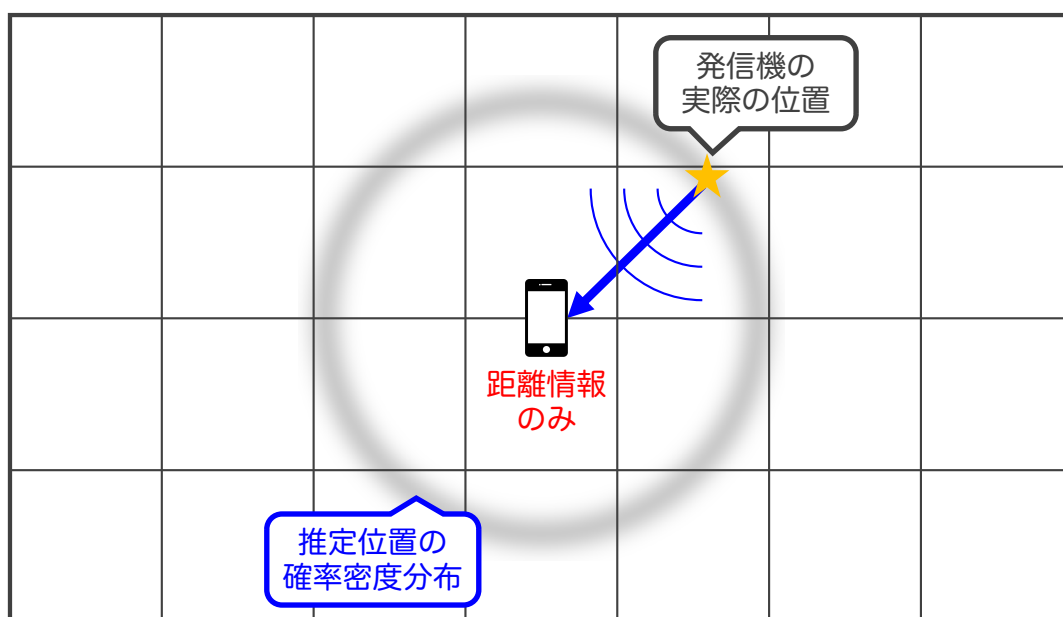 発信機の
実際の位置
距離情報
のみ
推定位置の
確率密度分布